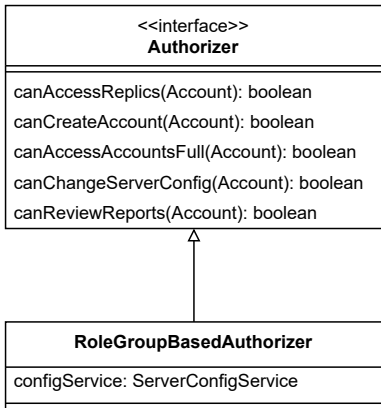 <<interface>>
Authorizer
canAccessReplics(Account): boolean
canCreateAccount(Account): boolean
canAccessAccountsFull(Account): boolean
canChangeServerConfig(Account): boolean
canReviewReports(Account): boolean
RoleGroupBasedAuthorizer
configService: ServerConfigService